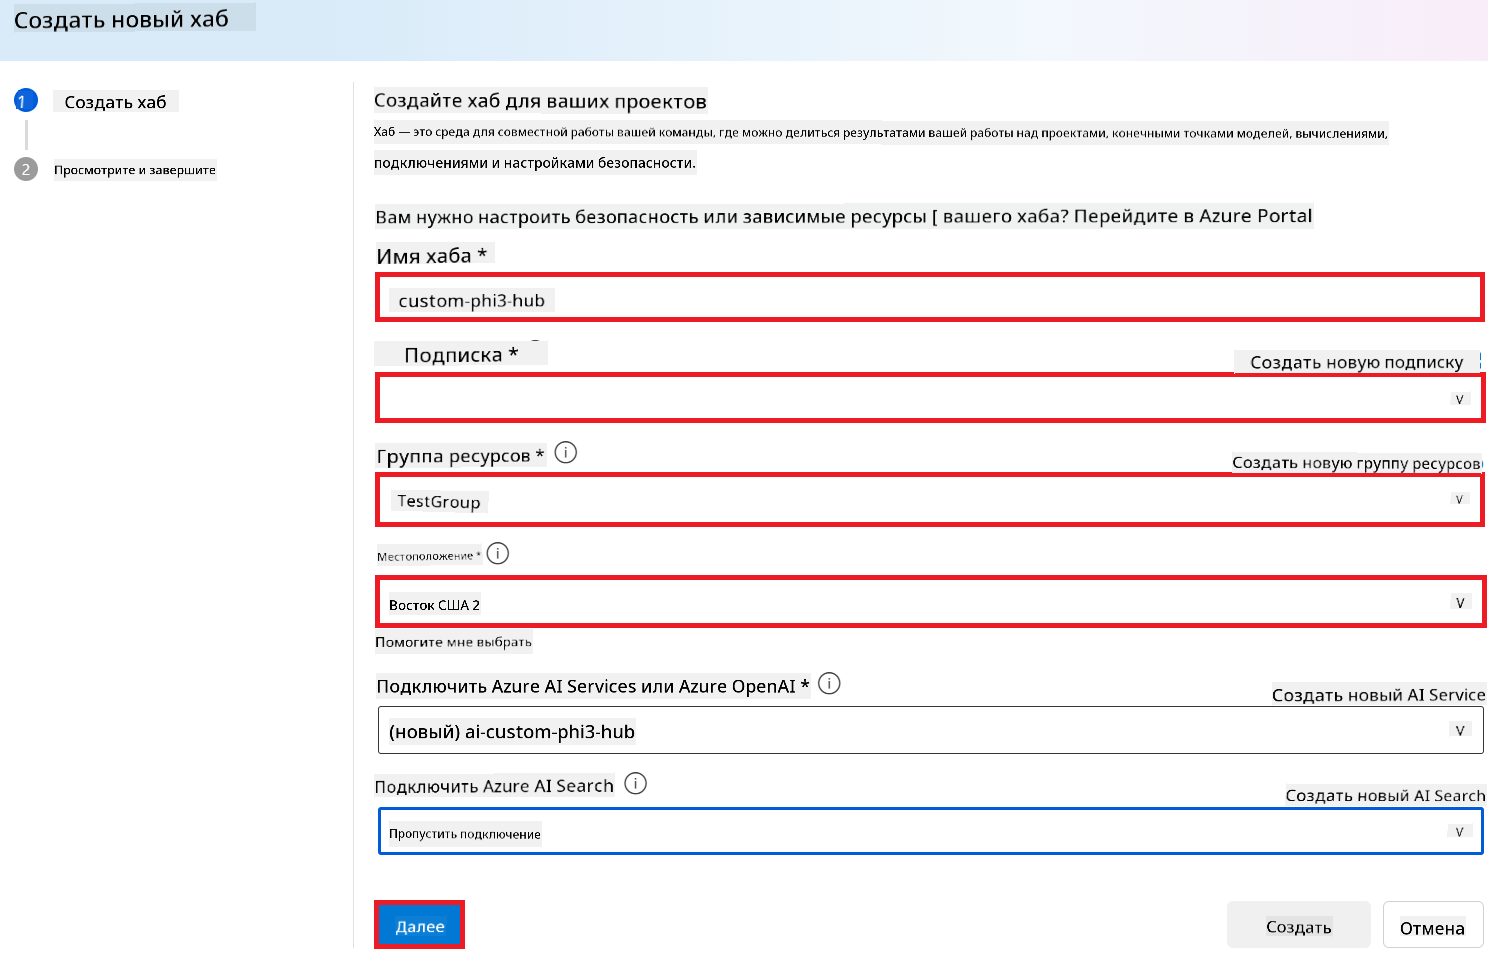 Создать новый хаб
1
Создать хаб
2
Просмотрите и завершите
Создайте хаб для ваших проектов
Хаб — это среда для совместной работы вашей команды, где можно делиться результатами вашей работы над проектами, конечными точками моделей, вычислениями,
подключениями и настройками безопасности.
Вам нужно настроить безопасность или зависимые ресурсы [ вашего хаба? Перейдите в Azure Portal
Имя хаба *
custom-phi3-hub
Подписка *
Создать новую подписку
v
Группа ресурсов *
Создать новую группу ресурсов
TestGroup
v
Местоположение *
Восток США 2
v
Помогите мне выбрать
Подключить Azure AI Services или Azure OpenAI *
Создать новый AI Service
(новый) ai-custom-phi3-hub
v
Подключить Azure AI Search
Создать новый AI Search
Пропустить подключение
v
Далее
Создать
Отмена